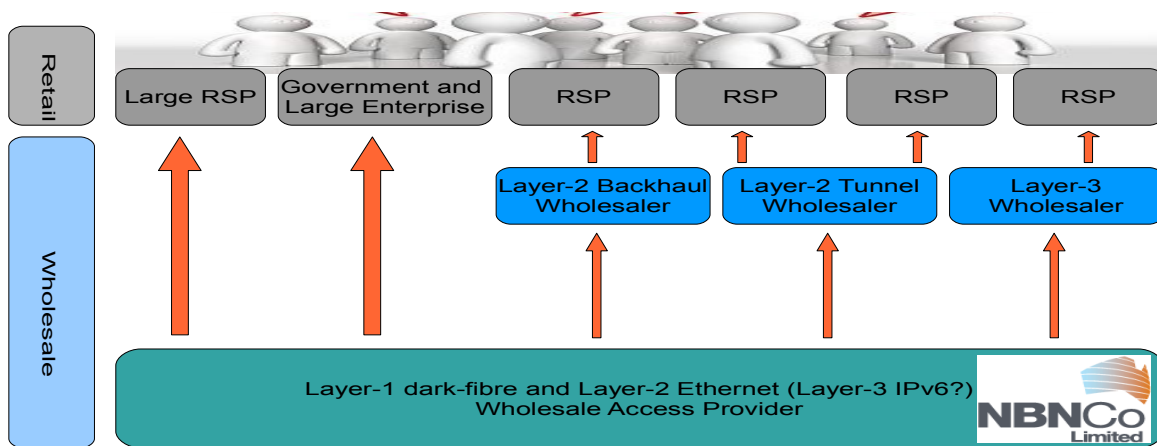 Retail
Large RSP
Government and
Large Enterprise
RSP
RSP
RSP
RSP
Wholesale
Layer-2 Backhaul
Wholesaler
Layer-2 Tunnel
Wholesaler
Layer-3
Wholesaler
Layer-1 dark-fibre and Layer-2 Ethernet (Layer-3 IPv6?)
Wholesale Access Provider
NBNCo
Limited